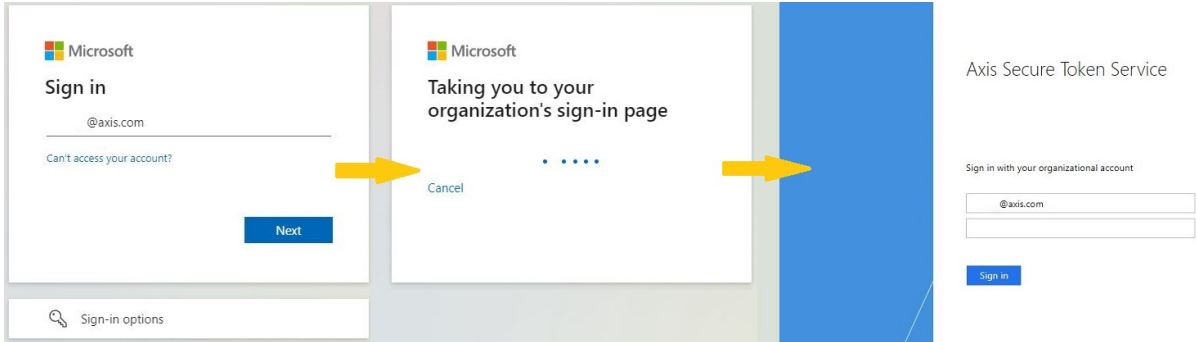 Microsoft
Sign in
@axis.com
Can't access your account?
Next
Sign-in options
Microsoft
Taking you to your
organization's sign-in page
Cancel
Axis Secure Token Service
Sign in with your organizational account
@axis.com
Sign in